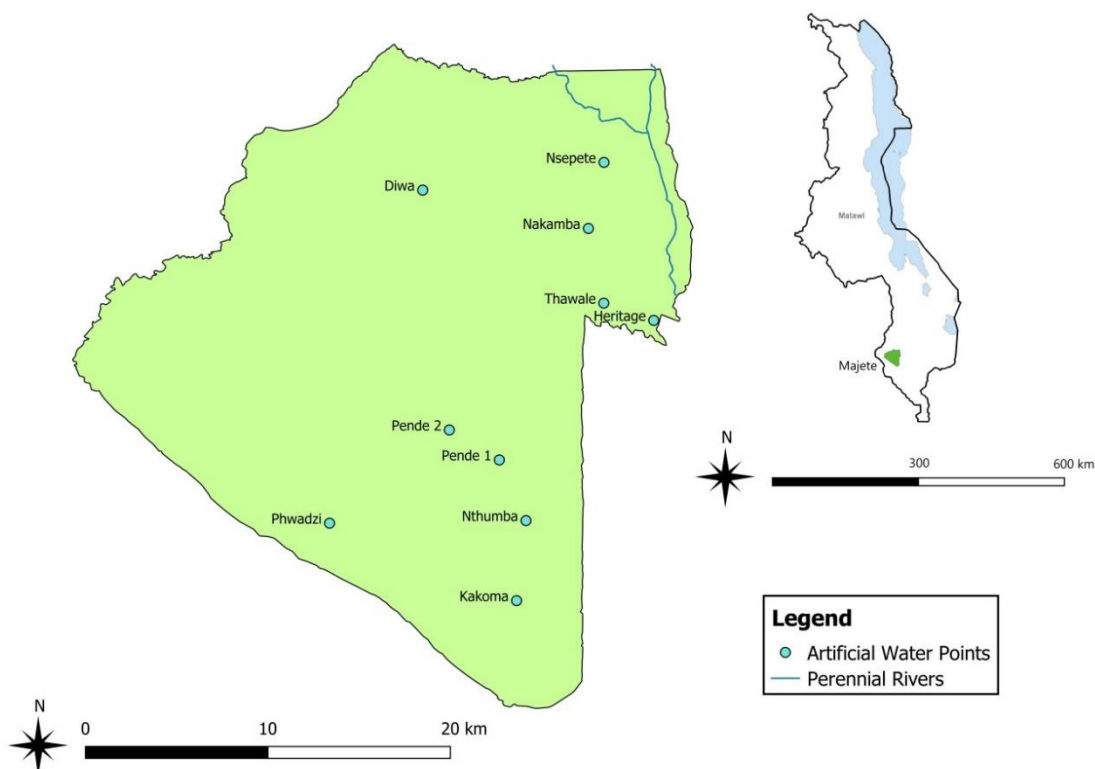 Nsepete
Diwa
Nakamba
Thawale
Heritage
Pende 2
Pende 1
Phwadzi
Nthumba
Kakoma
N
0 10 20 km
Malawi
Majete
N
300 600 km
Legend
Artificial Water Points
Perennial Rivers